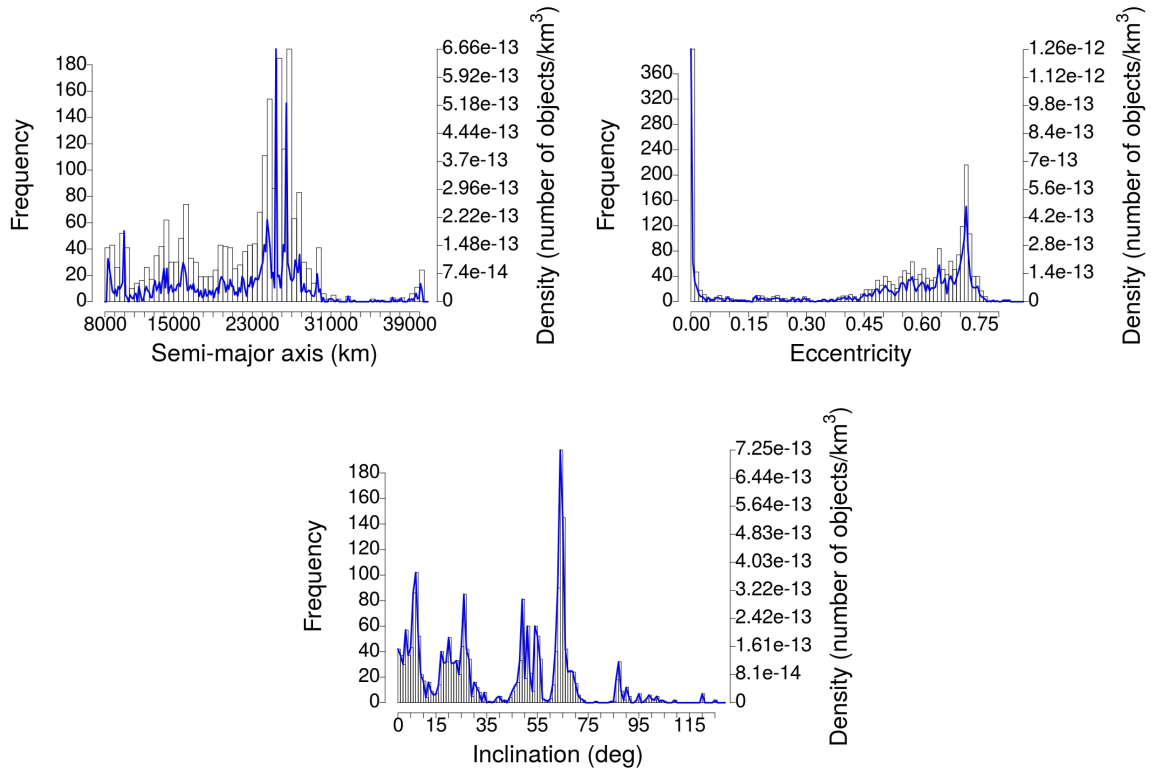 Frequency
180
160
140
120
100
80
60
40
20
0
8000 15000 23000 31000 39000
Semi-major axis (km)
6.66e-13
5.92e-13
5.18e-13
4.44e-13
3.7e-13
2.96e-13
2.22e-13
1.48e-13
7.4e-14
0
Density (number of objects/km³)
Frequency
360
320
280
240
200
160
120
80
40
0
0.00 0.15 0.30 0.45 0.60 0.75
Eccentricity
1.26e-12
1.12e-12
9.8e-13
8.4e-13
7e-13
5.6e-13
4.2e-13
2.8e-13
1.4e-13
0
Density (number of objects/km³)
Frequency
180
160
140
120
100
80
60
40
20
0
0 15 35 55 75 95 115
Inclination (deg)
7.25e-13
6.44e-13
5.64e-13
4.83e-13
4.03e-13
3.22e-13
2.42e-13
1.61e-13
8.1e-14
0
Density (number of objects/km³)